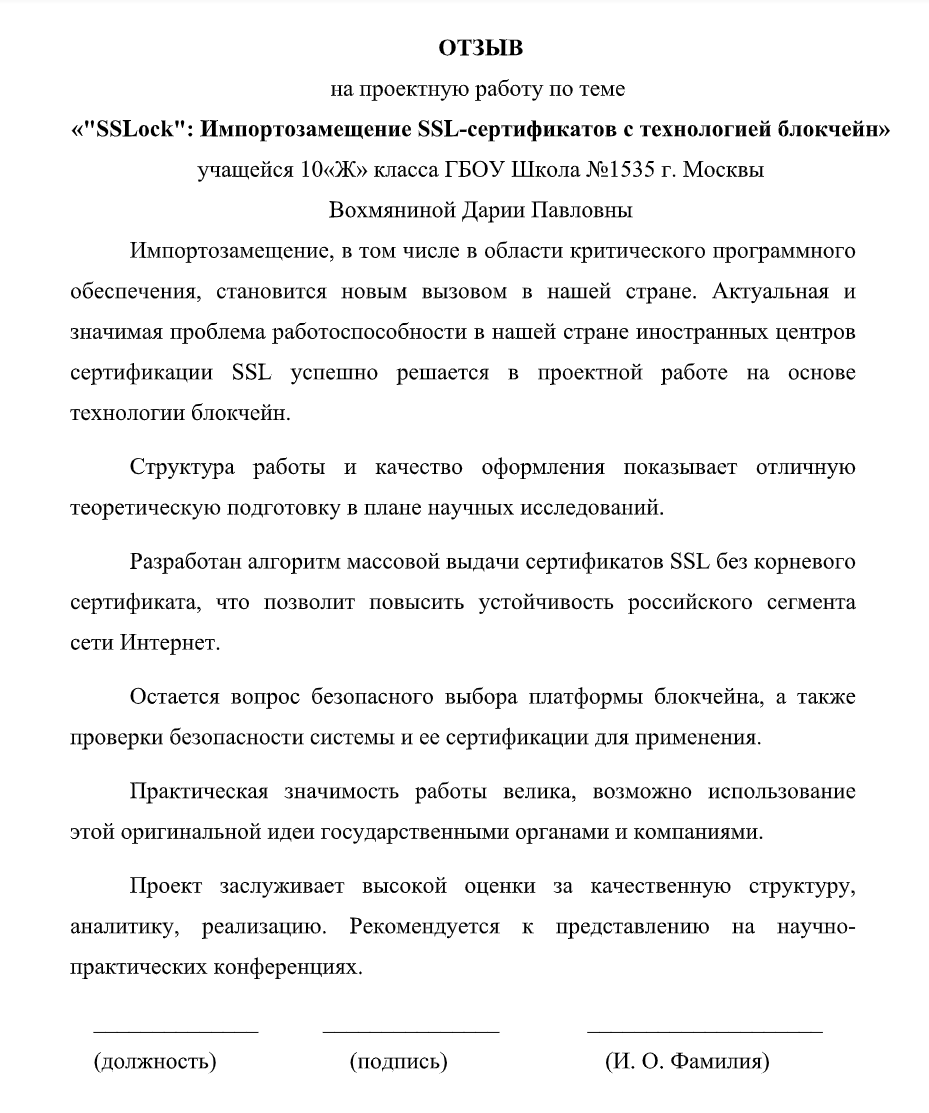 ОТЗЫВ
на проектную работу по теме
«"SSLock": Импортозамещение SSL-сертификатов с технологией блокчейн»
учащейся 10«Ж» класса ГБОУ Школа №1535 г. Москвы
Вохмяниной Дарии Павловны
Импортозамещение, в том числе в области критического программного
обеспечения, становится новым вызовом в нашей стране. Актуальная и
значимая проблема работоспособности в нашей стране иностранных центров
сертификации SSL успешно решается в проектной работе на основе
технологии блокчейн.
Структура работы и качество оформления показывает отличную
теоретическую подготовку в плане научных исследований.
Разработан алгоритм массовой выдачи сертификатов SSL без корневого
сертификата, что позволит повысить устойчивость российского сегмента
сети Интернет.
Остается вопрос безопасного выбора платформы блокчейна, а также
проверки безопасности системы и ее сертификации для применения.
Практическая значимость работы велика, возможно использование
этой оригинальной идеи государственными органами и компаниями.
Проект заслуживает высокой оценки за качественную структуру,
аналитику, реализацию. Рекомендуется к представлению на научно-
практических конференциях.
(должность) (подпись) (И. О. Фамилия)